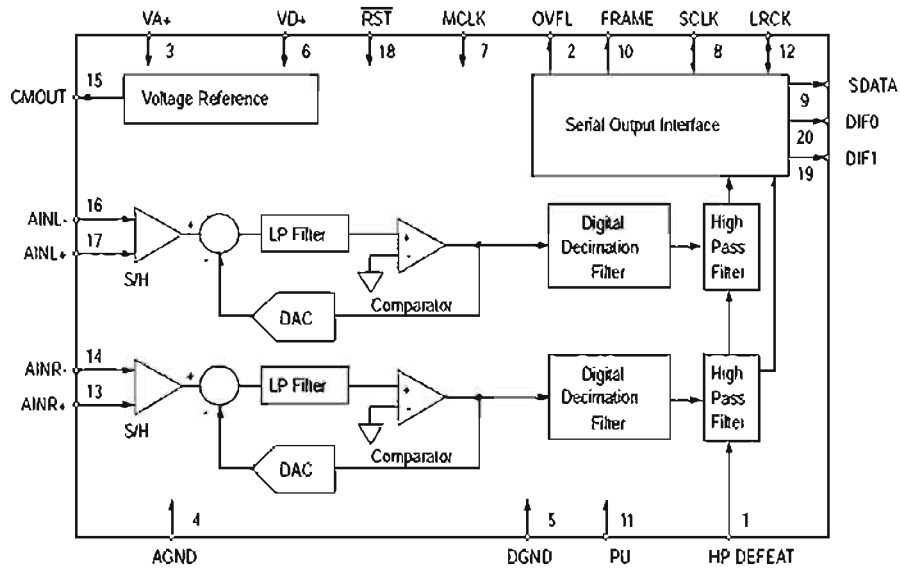 VA+ VD+ RST MCLK OVFL FRAME SCLK LRCK
3 6 18 7 2 10 8 12
CMOUT 15 Voltage Reference
Serial Output Interface
9 SDATA
20 DIF0
19 DIF1
AINL- 16
AINL+ 17
S/H
+ -
LP Filter
+ -
Comparator
DAC
Digital
Decimation
Filter
High
Pass
Filter
AINR- 14
AINR+ 13
S/H
+ -
LP Filter
+ -
Comparator
DAC
Digital
Decimation
Filter
High
Pass
Filter
4 5 11 1
AGND DGND PU HP DEFEAT